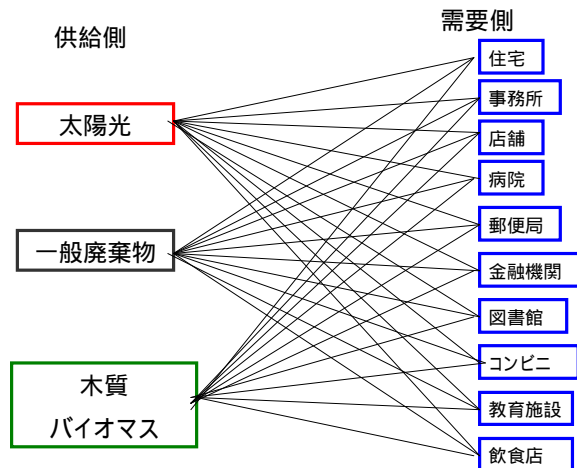 供給側
需要側
太陽光
一般廃棄物
木質
バイオマス
住宅
事務所
店舗
病院
郵便局
金融機関
図書館
コンビニ
教育施設
飲食店